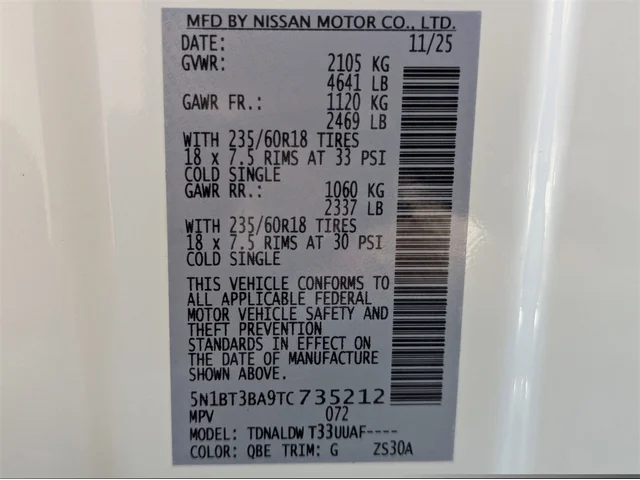 MFD BY NISSAN MOTOR CO., LTD.
DATE: 11/25
GVWR: 2105 KG
4641 LB
GAWR FR.: 1120 KG
2469 LB
WITH 235/60R18 TIRES
18 x 7.5 RIMS AT 33 PSI
COLD SINGLE
GAWR RR.: 1060 KG
2337 LB
WITH 235/60R18 TIRES
18 x 7.5 RIMS AT 30 PSI
COLD SINGLE
THIS VEHICLE CONFORMS TO
ALL APPLICABLE FEDERAL
MOTOR VEHICLE SAFETY AND
THEFT PREVENTION
STANDARDS IN EFFECT ON
THE DATE OF MANUFACTURE
SHOWN ABOVE.
5N1BT3BA9TC735212
MPV 072
MODEL: TDNALDW T33UUAF----
COLOR: QBE TRIM: G ZS30A